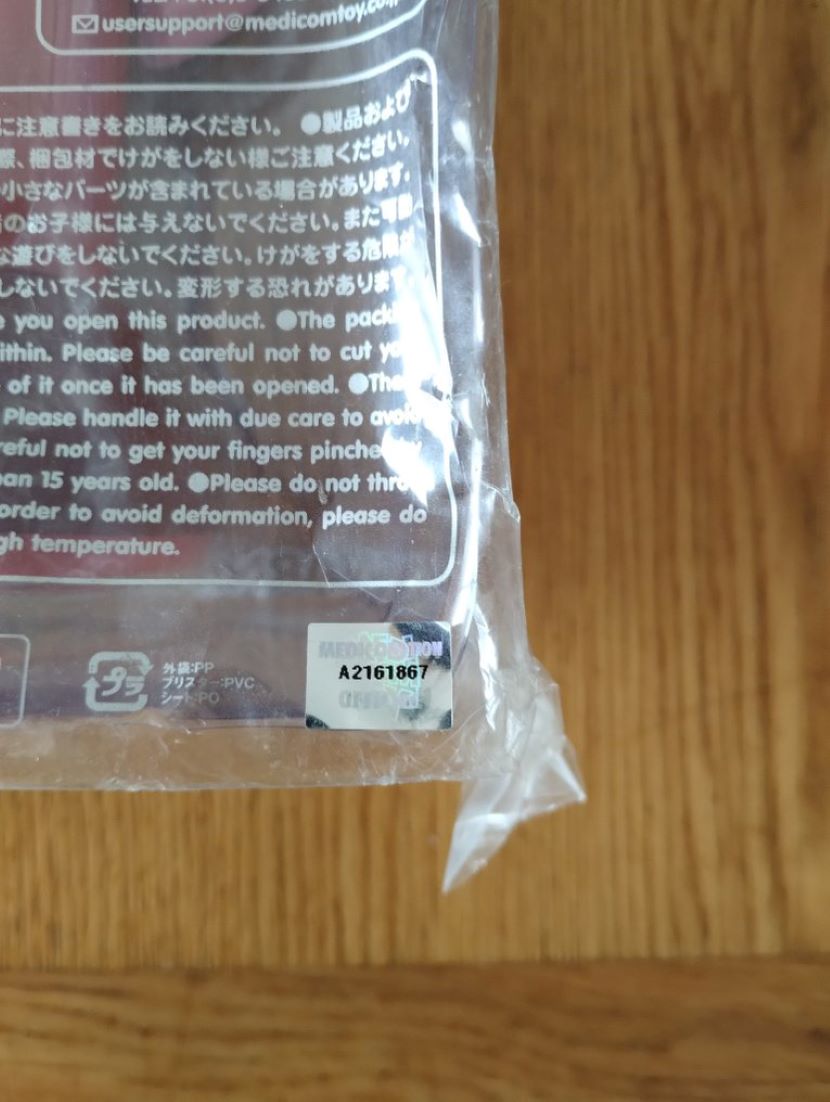 usersupport@medicomtoy.co.jp
に注意書きをお読みください。 ●製品および
際、梱包材でけがをしない様ご注意ください。
小さなパーツが含まれている場合があります。
のお子様には与えないでください。また
な遊びをしないでください。けがをする危険が
しないでください。変形する恐れがあります。
you open this product. ●The
ithin. Please be careful not to cut
of it once it has been opened. ●The
Please handle it with due care to avoid
reful not to get your fingers
han 15 years old. ●Please do not
order to avoid deformation, please do
gh temperature.
プラ
外袋:PP
ブリスター:PVC
シート:PO
A2161867